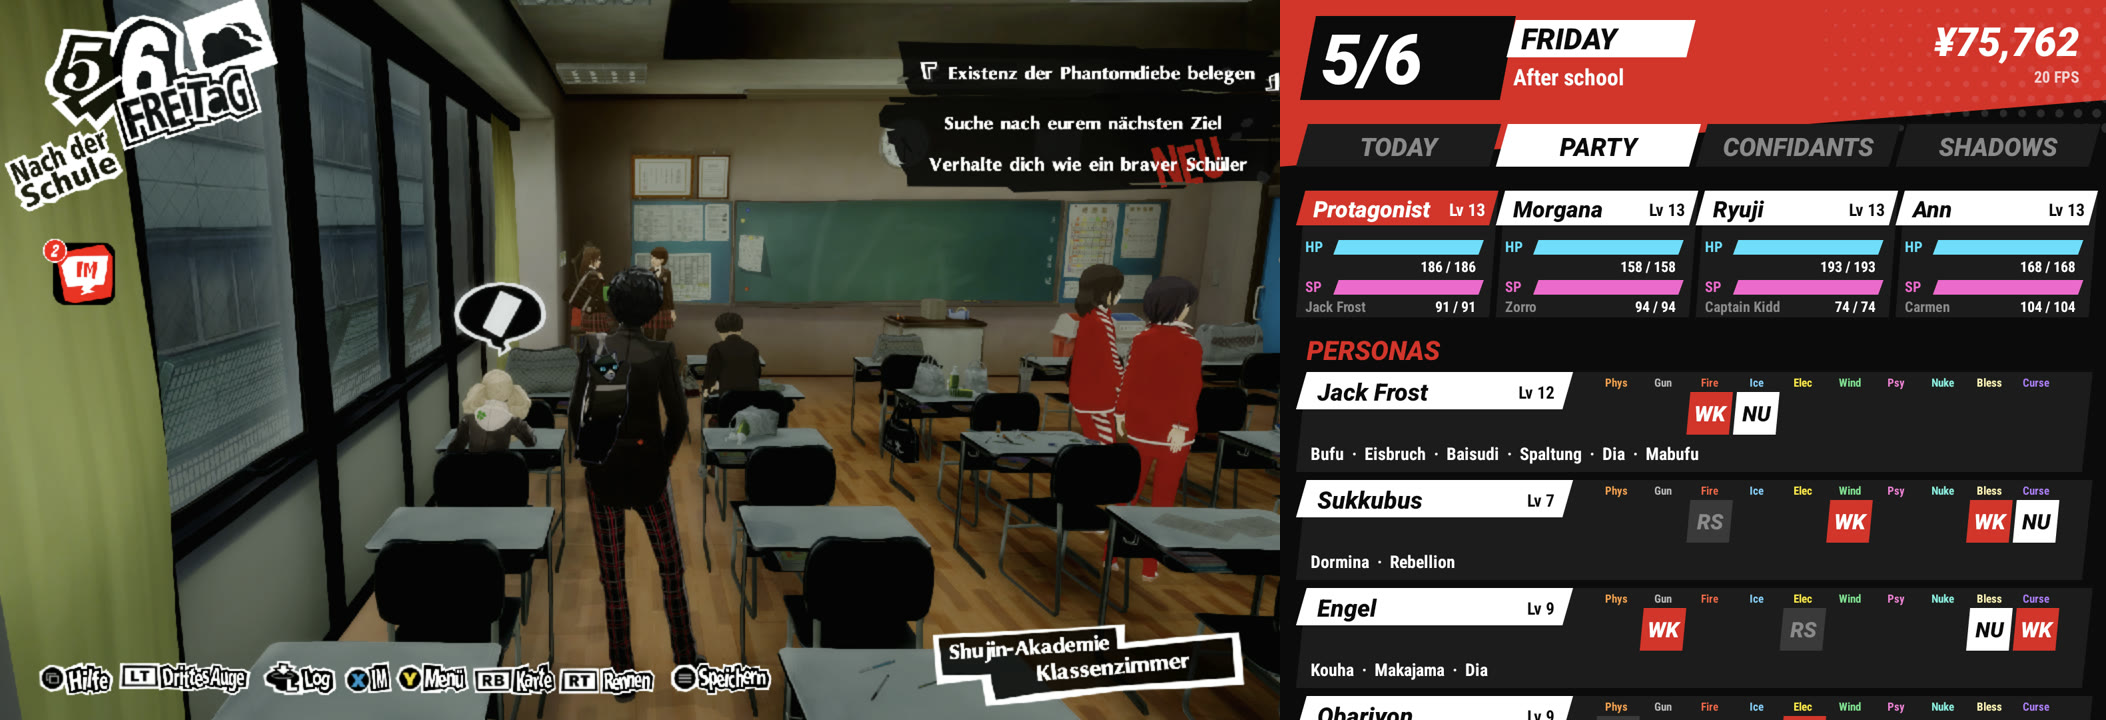 5/6
FREITAG
Nach der
Schule
2
IM
Existenz der Phantomdiebe belegen
Suche nach eurem nächsten Ziel
Verhalte dich wie ein braver Schüler
NEU
Shujin-Akademie
Klassenzimmer
Hilfe
LT Drittes Auge
Log
X IM
Y Menü
RB Karte
RT Rennen
Speichern
5/6
FRIDAY
After school
¥75,762
20 FPS
TODAY
PARTY
CONFIDANTS
SHADOWS
Protagonist Lv 13
HP
186 / 186
SP
Jack Frost 91 / 91
Morgana Lv 13
HP
158 / 158
SP
Zorro 94 / 94
Ryuji Lv 13
HP
193 / 193
SP
Captain Kidd 74 / 74
Ann Lv 13
HP
168 / 168
SP
Carmen 104 / 104
PERSONAS
Jack Frost Lv 12
Phys Gun Fire Ice Elec Wind Psy Nuke Bless Curse
WK NU
Bufu · Eisbruch · Baisudi · Spaltung · Dia · Mabufu
Sukkubus Lv 7
Phys Gun Fire Ice Elec Wind Psy Nuke Bless Curse
RS WK WK NU
Dormina · Rebellion
Engel Lv 9
Phys Gun Fire Ice Elec Wind Psy Nuke Bless Curse
WK RS NU WK
Kouha · Makajama · Dia
Obariyon Lv 9
Phys Gun Fire Ice Elec Wind Psy Nuke Bless Curse